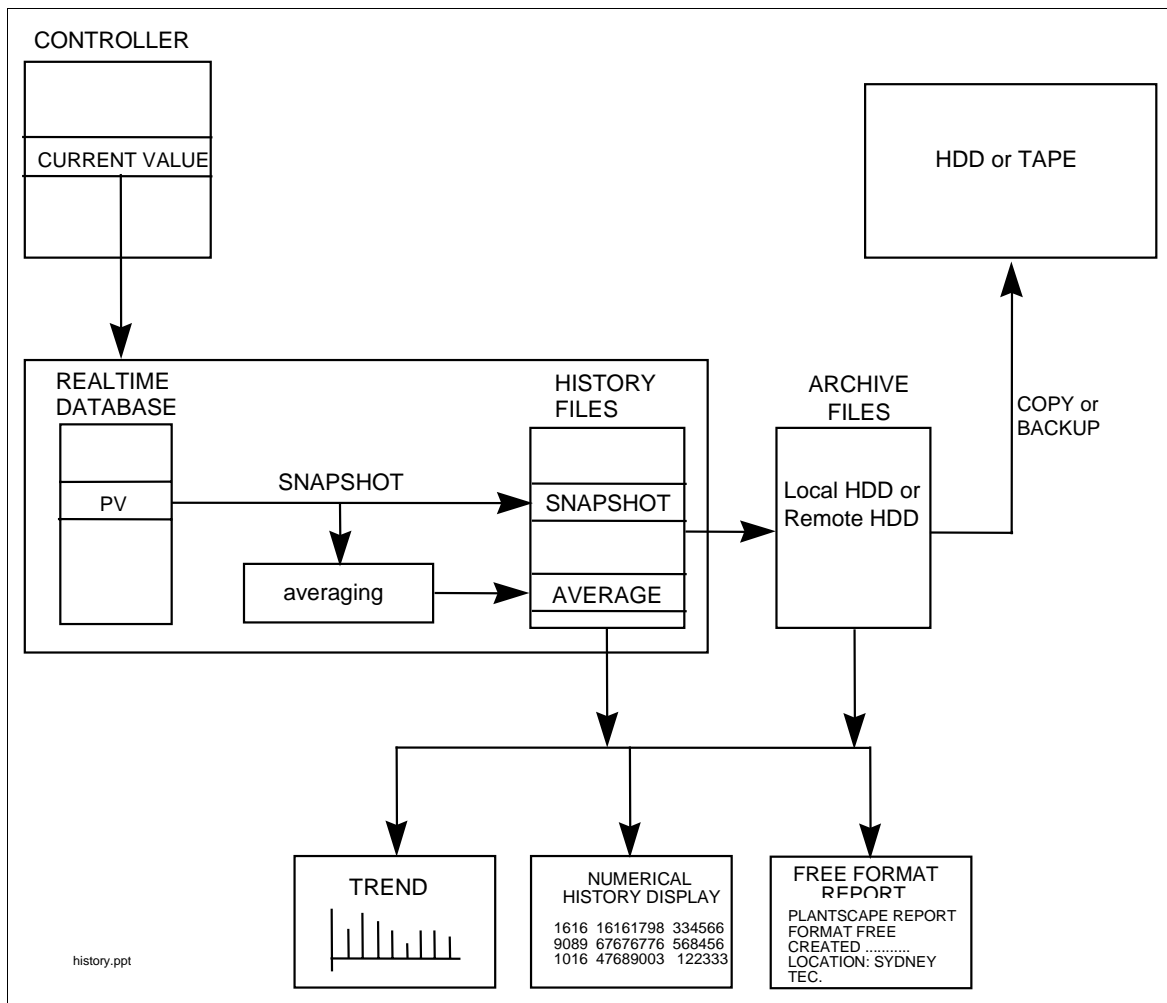 CONTROLLER
CURRENT VALUE
HDD or TAPE
REALTIME
DATABASE
PV
SNAPSHOT
averaging
HISTORY
FILES
SNAPSHOT
AVERAGE
ARCHIVE
FILES
Local HDD or
Remote HDD
COPY or
BACKUP
TREND
NUMERICAL
HISTORY DISPLAY
1616 16161798 334566
9089 67676776 568456
1016 47689003 122333
FREE FORMAT
REPORT
PLANTSCAPE REPORT
FORMAT FREE
CREATED ...........
LOCATION: SYDNEY
TEC.
history.ppt